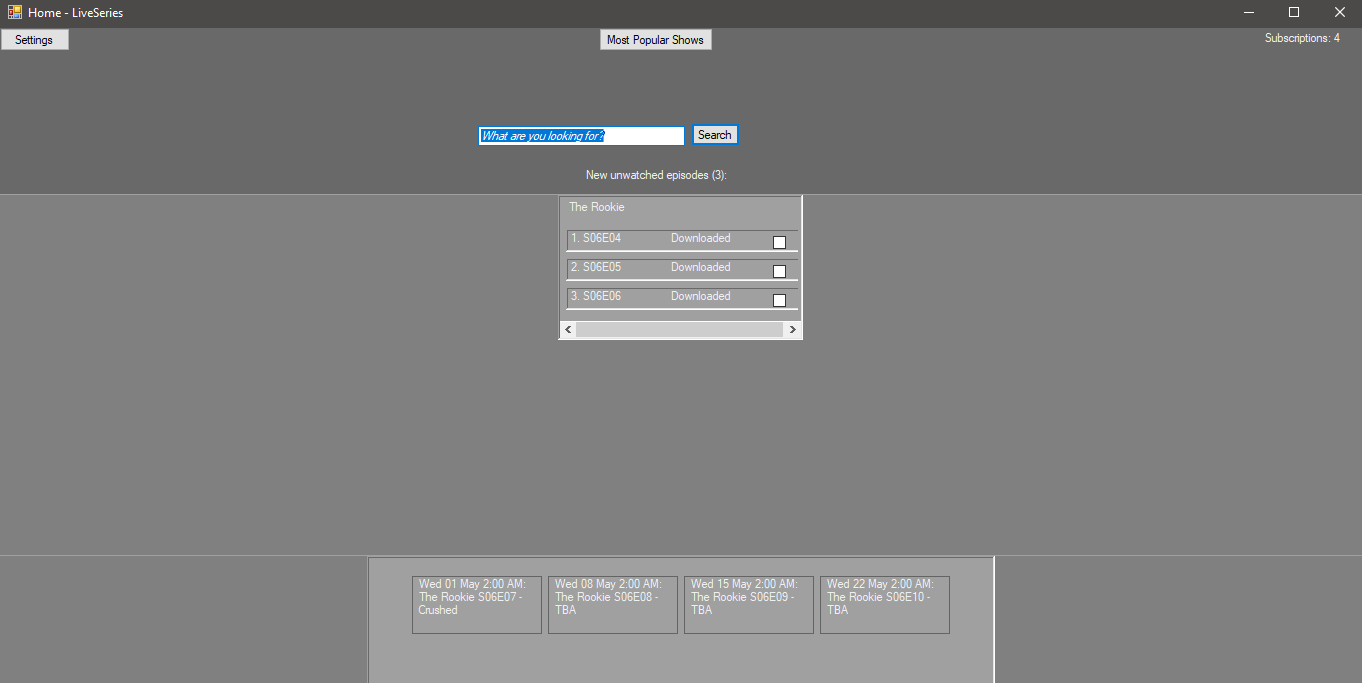 Home - LiveSeries
Settings
Most Popular Shows
Subscriptions: 4
What are you looking for?
Search
New unwatched episodes (3):
The Rookie
1. S06E04 Downloaded
2. S06E05 Downloaded
3. S06E06 Downloaded
Wed 01 May 2:00 AM:
The Rookie S06E07 -
Crushed
Wed 08 May 2:00 AM:
The Rookie S06E08 -
TBA
Wed 15 May 2:00 AM:
The Rookie S06E09 -
TBA
Wed 22 May 2:00 AM:
The Rookie S06E10 -
TBA